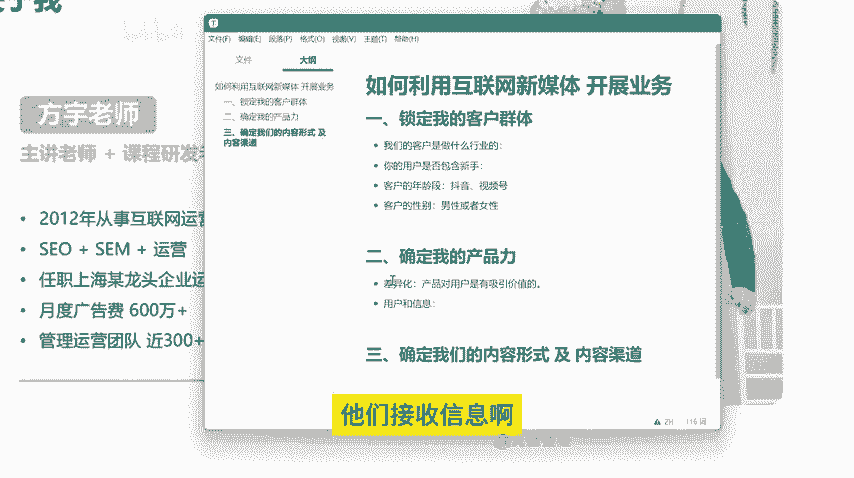 方宇老师
主讲老师 + 课程研发
2012年从事互联网运营
SEO + SEM + 运营
任职上海某龙头企业运
月度广告费 600万+
管理运营团队 近300+
文件(F) 编辑(E) 段落(P) 格式(O) 视图(V) 主题(T) 帮助(H)
文件 大纲
如何利用互联网新媒体 开展业务
一、锁定我的客户群体
二、确定我的产品力
三、确定我们的内容形式 及
内容渠道
如何利用互联网新媒体 开展业务
一、锁定我的客户群体
我们的客户是做什么行业的：
你的用户是否包含新手：
客户的年龄段：抖音、视频号
客户的性别：男性或者女性
二、确定我的产品力
差异化：产品对用户是有吸引价值的。
用户和信息：
三、确定我们的内容形式 及 内容渠道
ZH 116 词
他们接收信息啊